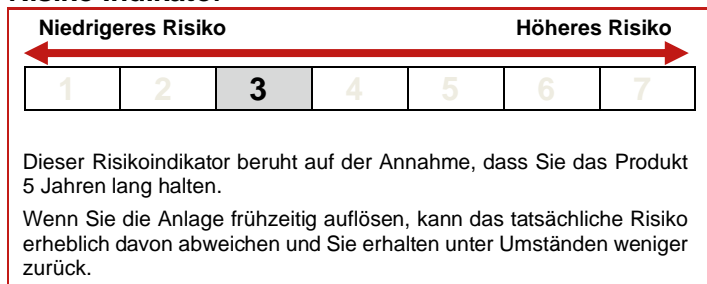 Niedrigeres Risiko Höheres Risiko
1 2 3 4 5 6 7
Dieser Risikoindikator beruht auf der Annahme, dass Sie das Produkt
5 Jahren lang halten.
Wenn Sie die Anlage frühzeitig auflösen, kann das tatsächliche Risiko
erheblich davon abweichen und Sie erhalten unter Umständen weniger
zurück.